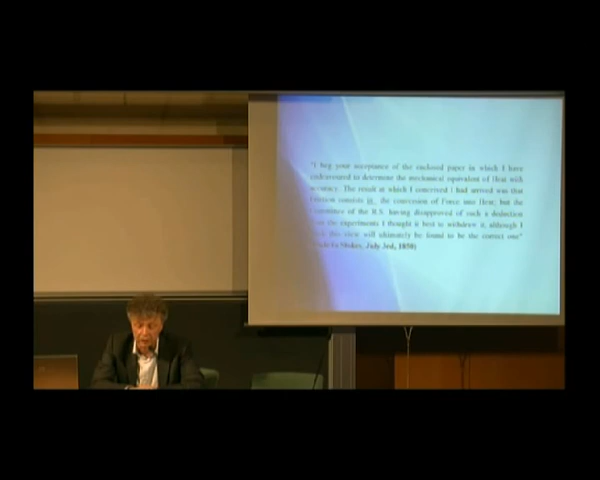 "I beg your acceptance of the enclosed paper in which I have
endeavoured to determine the mechanical equivalent of Heat with
accuracy. The result at which I conceived I had arrived was that
Friction consists in the conversion of Force into Heat, but the
Committee of the R.S. having disapproved of such a deduction
the experiments I thought it best to withdraw it, although I
this view will ultimately be found to be the correct one"
to Stokes, July 3rd, 1850)